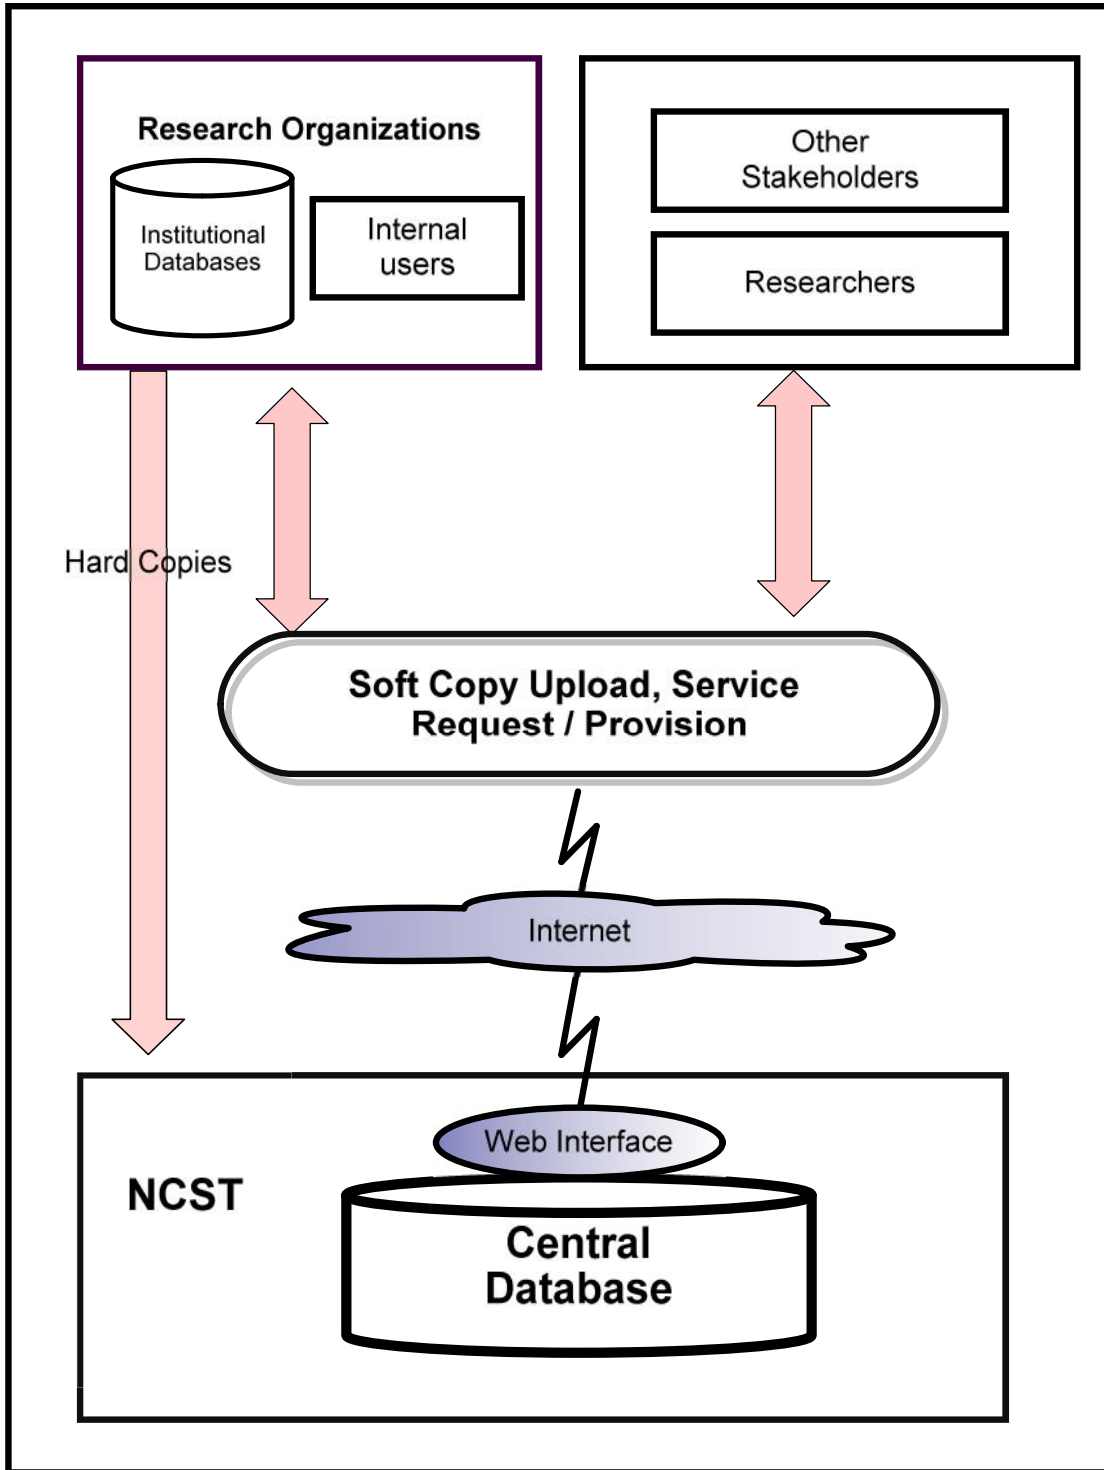 Research Organizations
Institutional
Databases
Internal
users
Other
Stakeholders
Researchers
Hard Copies
Soft Copy Upload, Service
Request / Provision
Internet
Web Interface
NCST
Central
Database